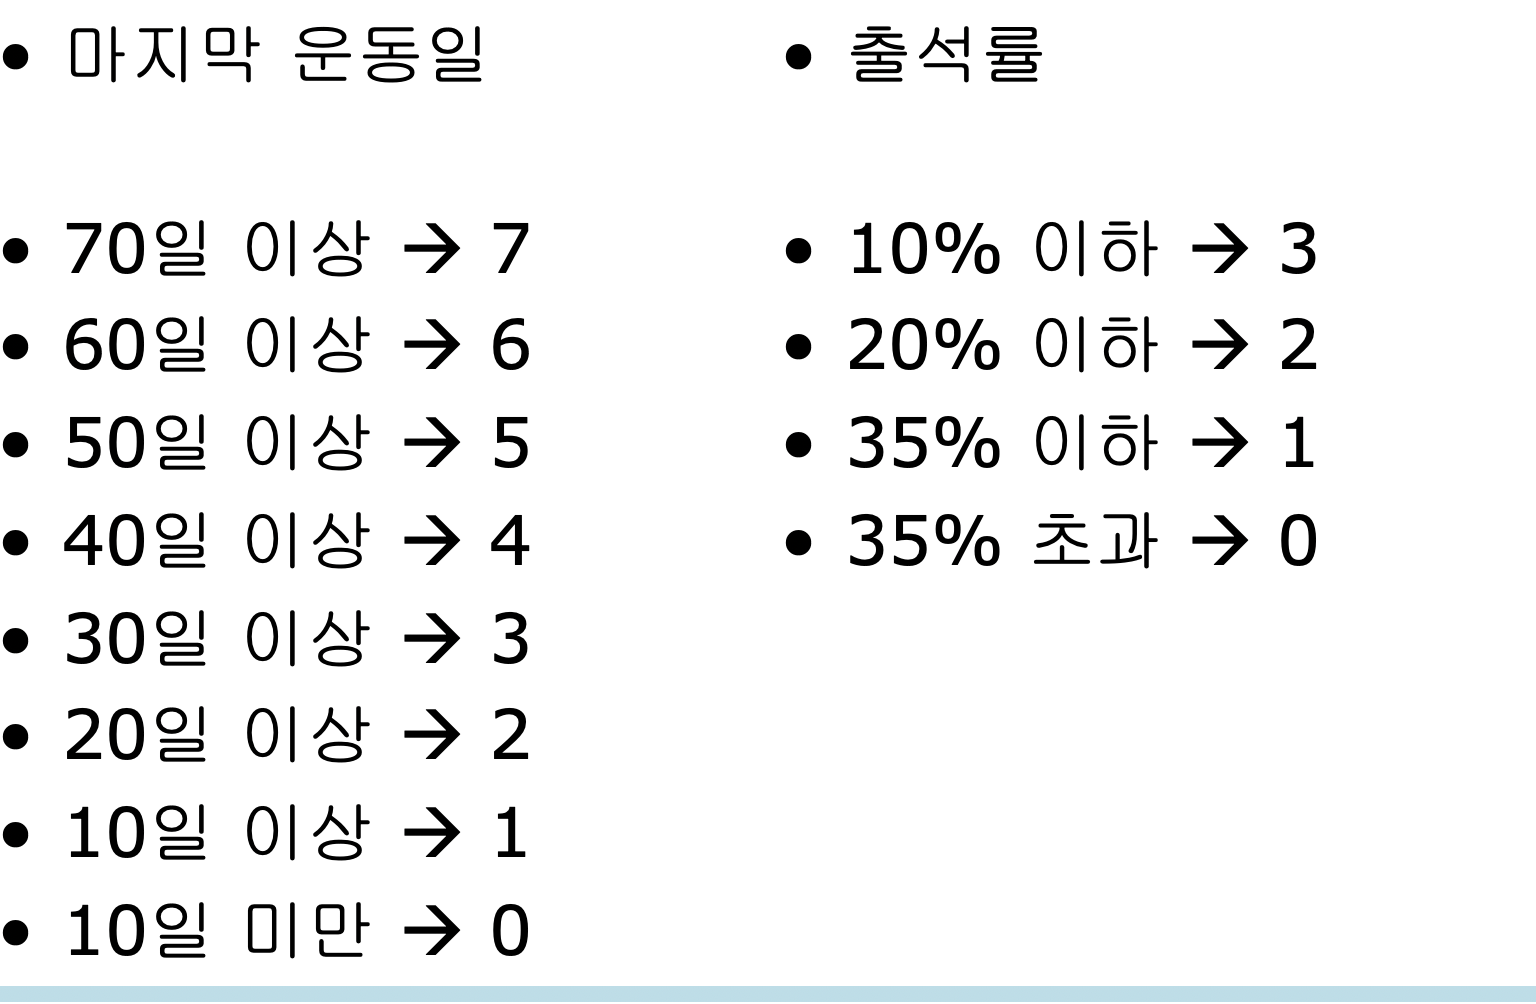 • 마지막 운동일
• 70일 이상 → 7
• 60일 이상 → 6
• 50일 이상 → 5
• 40일 이상 → 4
• 30일 이상 → 3
• 20일 이상 → 2
• 10일 이상 → 1
• 10일 미만 → 0
• 출석률
• 10% 이하 → 3
• 20% 이하 → 2
• 35% 이하 → 1
• 35% 초과 → 0